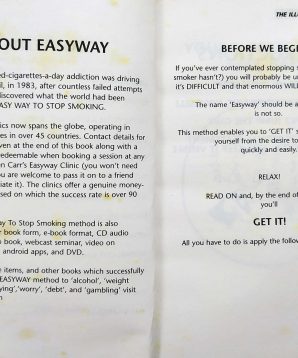 OUT EASYWAY
ed-cigarettes-a-day addiction was driving
il, in 1983, after countless failed attempts
discovered what the world had been
ASY WAY TO STOP SMOKING.
ics now spans the globe, operating in
es in over 45 countries. Contact details for
ven at the end of this book along with a
edeemable when booking a session at any
n Carr's Easyway Clinic (you won't need
ou are welcome to pass it on to a friend
iate it). The clinics offer a genuine money-
sed on which the success rate is over 90
y To Stop Smoking method is also
r book form, e-book format, CD audio
o book, webcast seminar, video on
android apps, and DVD.
e items, and other books which successfully
EASYWAY method to 'alcohol', 'weight
ying', 'worry', 'debt', and 'gambling' visit
m
THE ILL
BEFORE WE BEG
If you've ever contemplated stopping s
smoker hasn't?) you will probably be u
it's DIFFICULT and that enormous WILL
The name 'Easyway' should be a
is not so.
This method enables you to 'GET IT' s
yourself from the desire to
quickly and easily.
RELAX!
READ ON and, by the end of
you'll
GET IT!
All you have to do is apply the follow